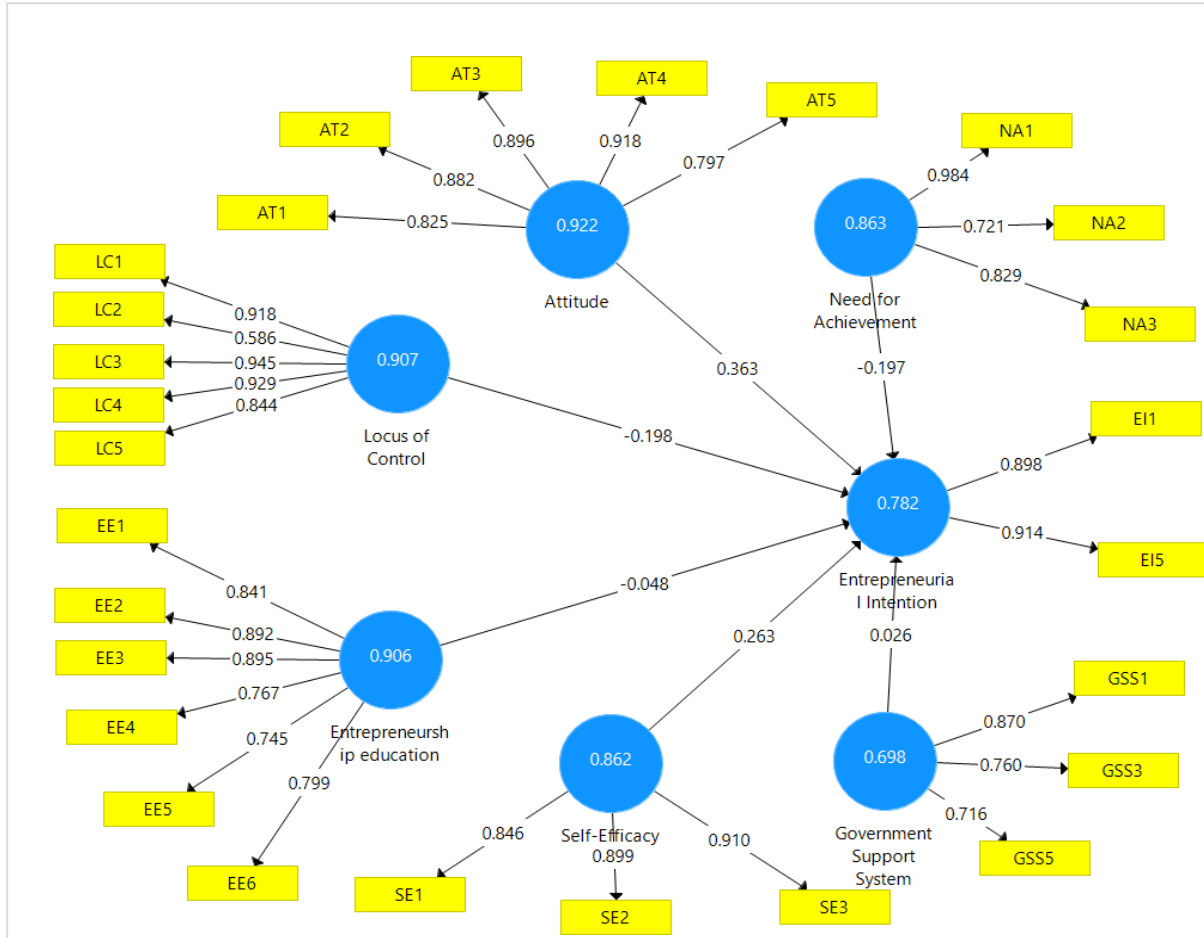 AT3
AT4
AT5
AT2
NA1
0.896
0.918
0.797
0.984
0.882
AT1
0.825
0.922
0.863
0.721
NA2
LC1
Attitude
Need for
Achievement
0.829
NA3
LC2
0.918
0.586
LC3
0.945
0.907
0.929
LC4
0.844
LC5
Locus of
Control
0.363
-0.197
-0.198
EI1
0.898
0.782
0.914
EI5
Entrepreneuria
l Intention
EE1
0.841
-0.048
EE2
0.892
EE3
0.895
0.906
0.767
EE4
0.745
Entrepreneursh
ip education
0.799
EE5
EE6
0.263
0.026
GSS1
0.870
0.862
0.698
0.760
GSS3
0.716
Self-Efficacy
0.846
0.899
0.910
Government
Support
System
GSS5
SE1
SE2
SE3